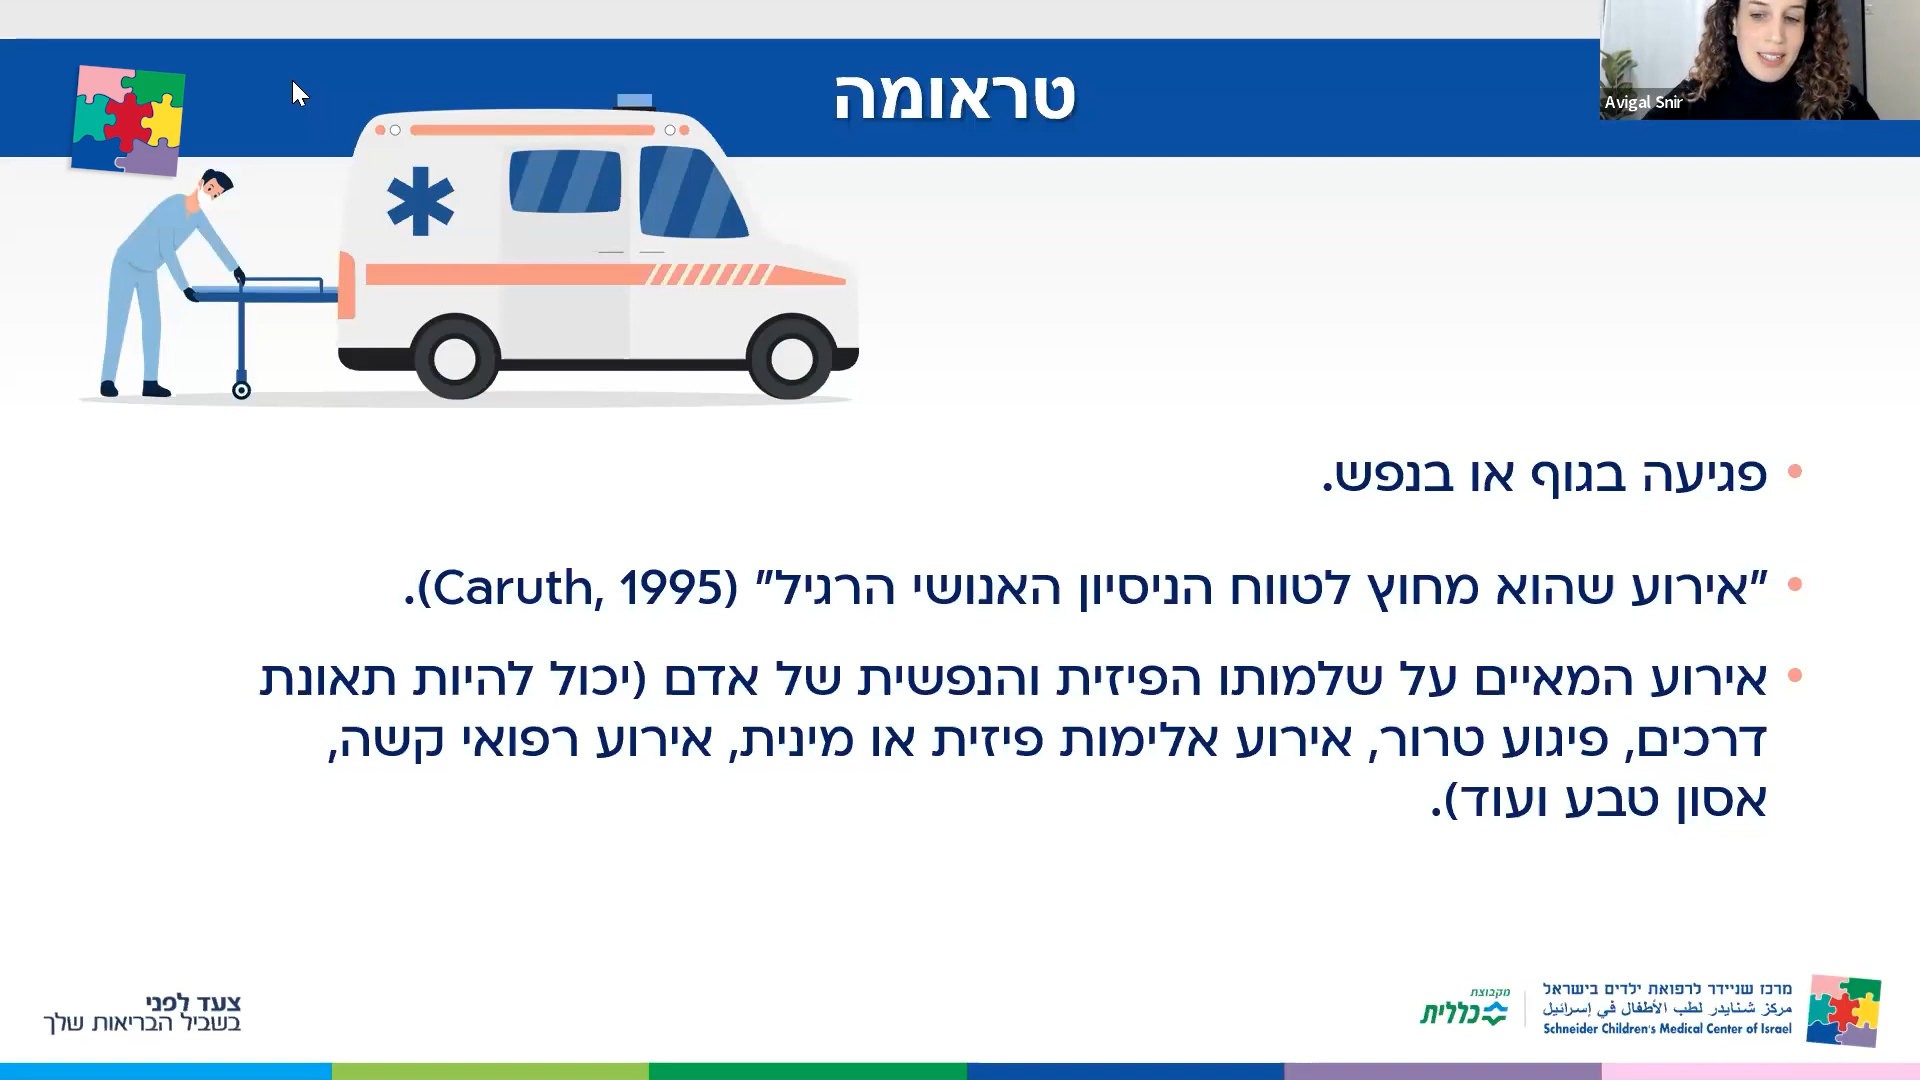 טראומה
Avigal Snir
• פגיעה בגוף או בנפש.
• "אירוע שהוא מחוץ לטווח הניסיון האנושי הרגיל" (Caruth, 1995).
• אירוע המאיים על שלמותו הפיזית והנפשית של אדם (יכול להיות תאונת
דרכים, פיגוע טרור, אירוע אלימות פיזית או מינית, אירוע רפואי קשה,
אסון טבע ועוד).
מרכז שניידר לרפואת ילדים בישראל
مركز شنايدر لطب الأطفال في إسرائيل
Schneider Children's Medical Center of Israel
מקבוצת
כללית
צעד לפני
בשביל הבריאות שלך